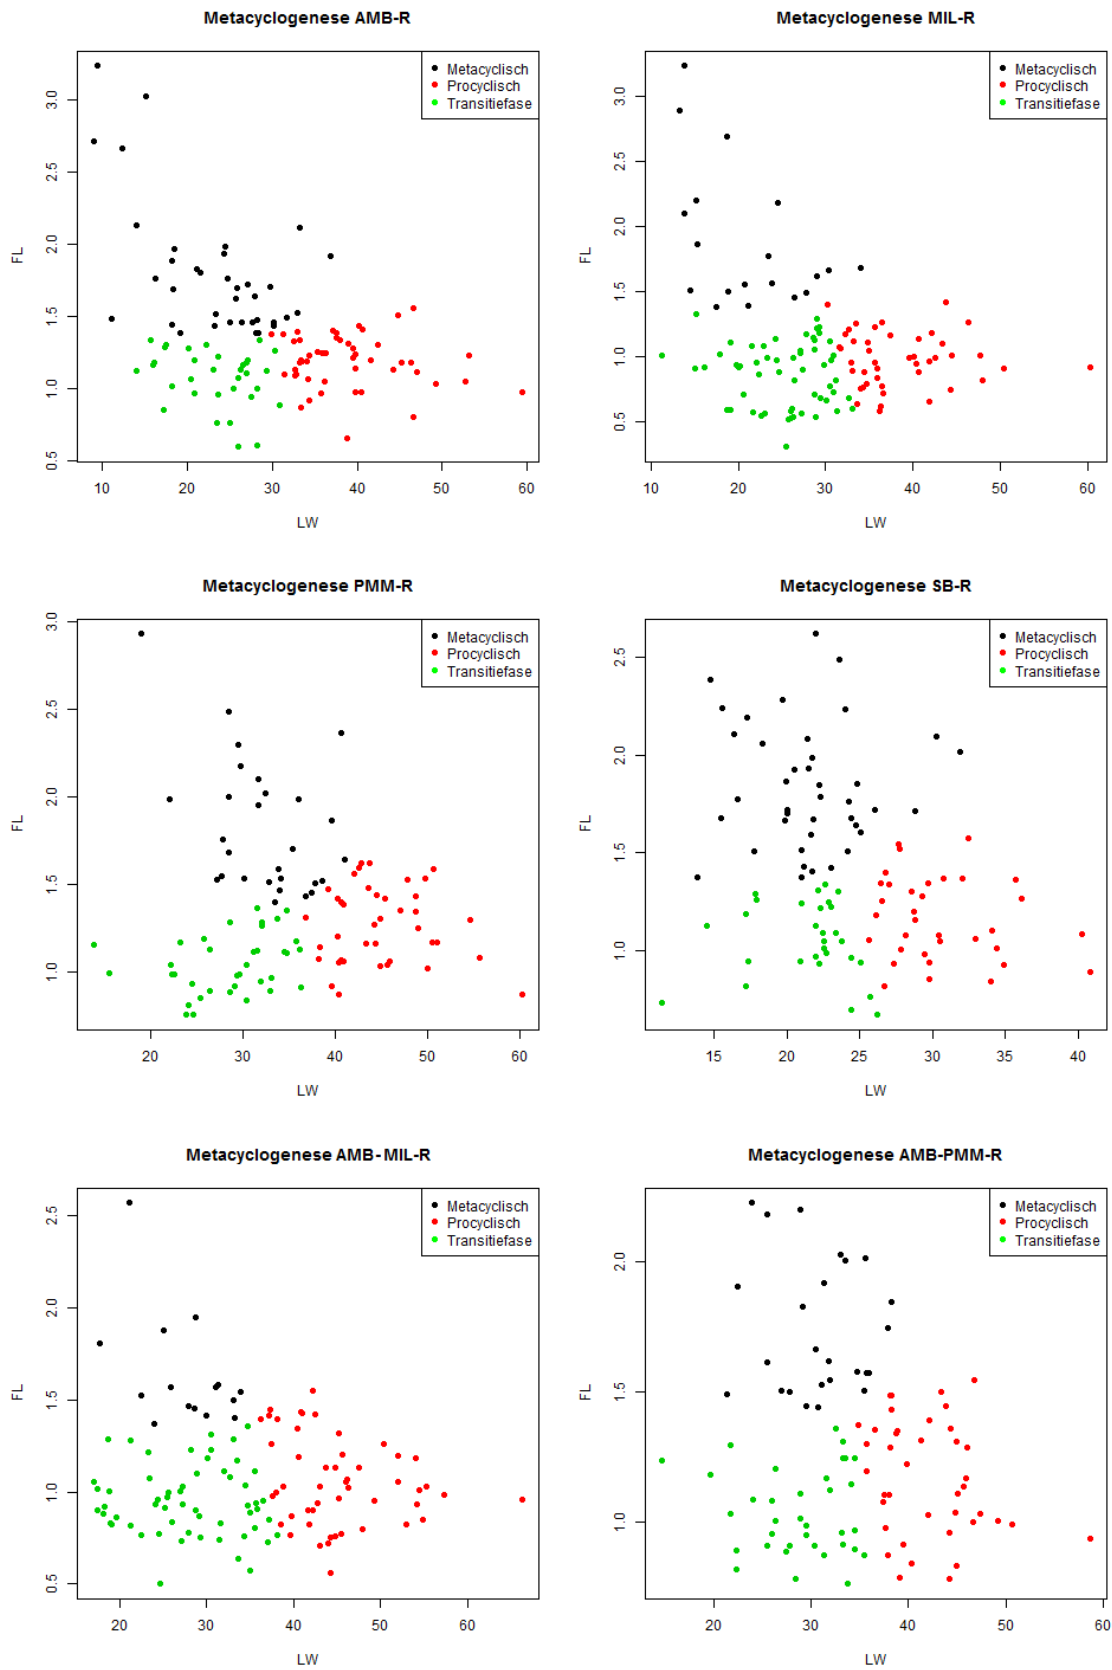 Metacyclogenese AMB-R
Metacyclisch
Procyclisch
Transitiefase
FL
0.5 1.0 1.5 2.0 2.5 3.0
10 20 30 40 50 60
LW
Metacyclogenese MIL-R
Metacyclisch
Procyclisch
Transitiefase
FL
0.5 1.0 1.5 2.0 2.5 3.0
10 20 30 40 50 60
LW
Metacyclogenese PMM-R
Metacyclisch
Procyclisch
Transitiefase
FL
1.0 1.5 2.0 2.5 3.0
20 30 40 50 60
LW
Metacyclogenese SB-R
Metacyclisch
Procyclisch
Transitiefase
FL
1.0 1.5 2.0 2.5
15 20 25 30 35 40
LW
Metacyclogenese AMB-MIL-R
Metacyclisch
Procyclisch
Transitiefase
FL
0.5 1.0 1.5 2.0 2.5
20 30 40 50 60
LW
Metacyclogenese AMB-PMM-R
Metacyclisch
Procyclisch
Transitiefase
FL
1.0 1.5 2.0
20 30 40 50 60
LW